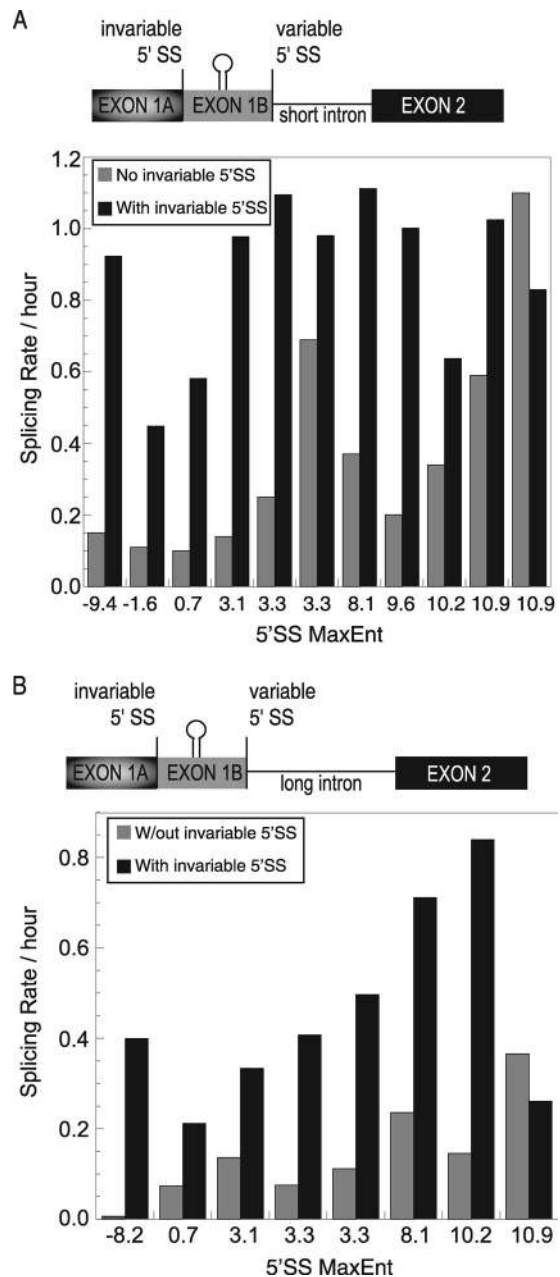 A
invariable variable
5' SS 5' SS
EXON 1A EXON 1B short intron EXON 2
1.2
1.0
0.8
0.6
0.4
0.2
0.0
Splicing Rate / hour
No invariable 5'SS
With invariable 5'SS
-9.4 -1.6 0.7 3.1 3.3 3.3 8.1 9.6 10.2 10.9 10.9
5'SS MaxEnt
B
invariable variable
5' SS 5' SS
EXON 1A EXON 1B long intron EXON 2
0.8
0.6
0.4
0.2
0.0
Splicing Rate / hour
W/out invariable 5'SS
With invariable 5'SS
-8.2 0.7 3.1 3.3 3.3 8.1 10.2 10.9
5'SS MaxEnt